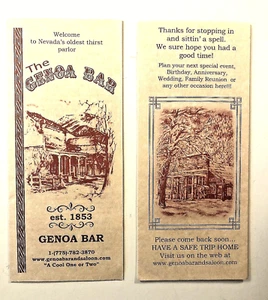 Welcome
to Nevada's oldest thirst
parlor
The
GENOA BAR
est. 1853
GENOA BAR
1-(775)-782-3870
www.genoabarandsaloon.com
"A Cool One or Two"
Thanks for stopping in
and sittin' a spell.
We sure hope you had a
good time!
Plan your next special event,
Birthday, Anniversary,
Wedding, Family Reunion or
any other occasion here!!!
Please come back soon...
HAVE A SAFE TRIP HOME
Visit us on the web at
www.genoabarandsaloon.com